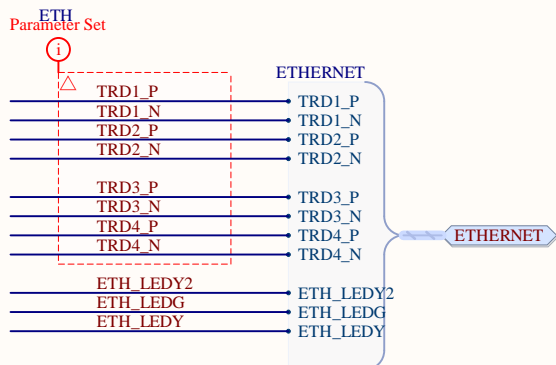 ETH
Parameter Set
i
ETHERNET
TRD1_P TRD1_P
TRD1_N TRD1_N
TRD2_P TRD2_P
TRD2_N TRD2_N
TRD3_P TRD3_P
TRD3_N TRD3_N
TRD4_P TRD4_P
ETHERNET
TRD4_N TRD4_N
ETH_LEDY2 ETH_LEDY2
ETH_LEDG ETH_LEDG
ETH_LEDY ETH_LEDY